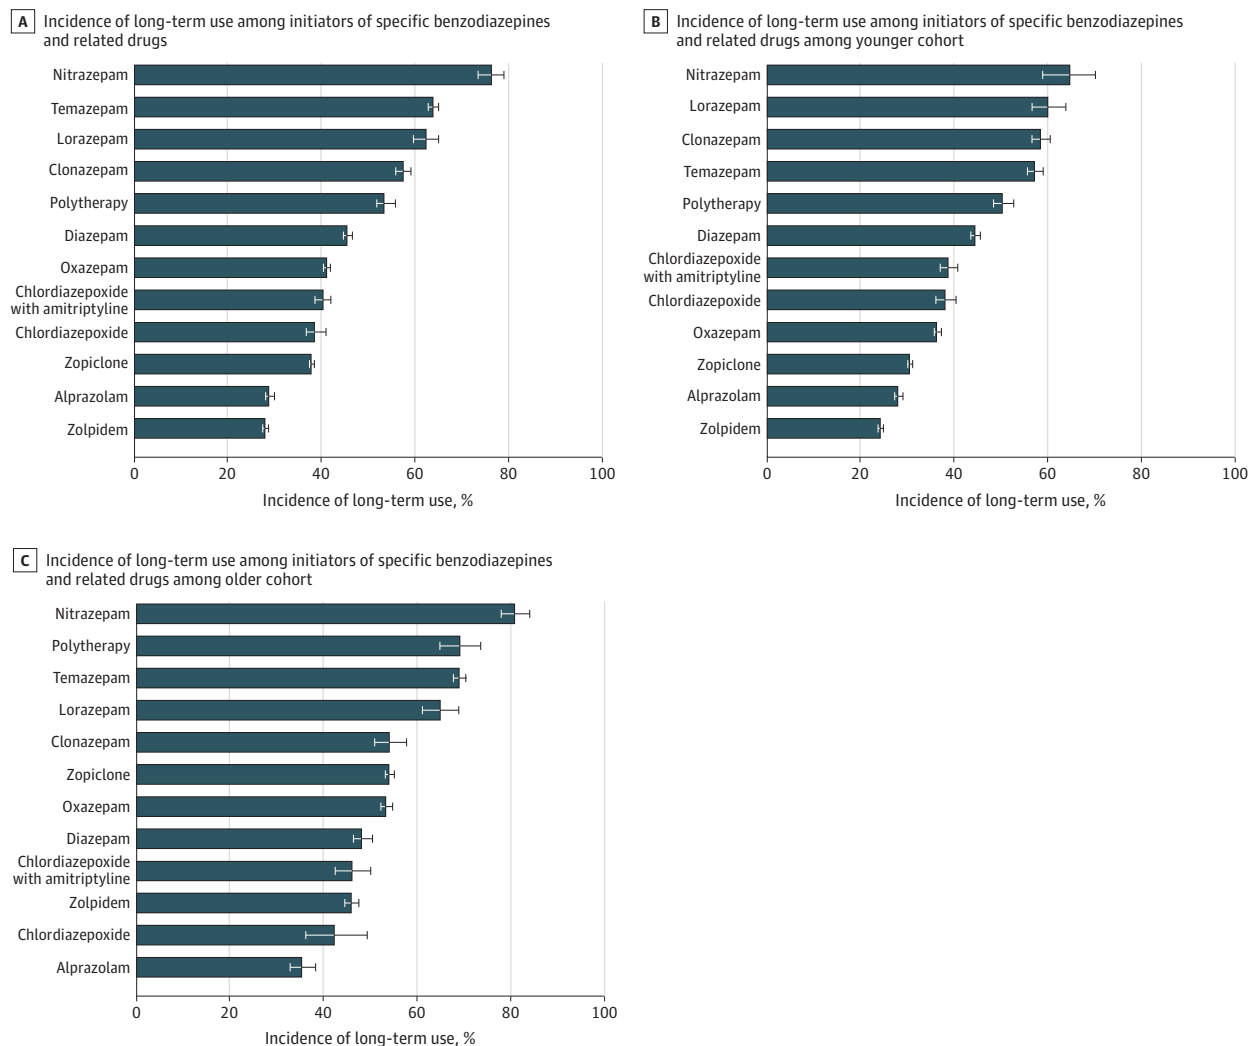 A Incidence of long-term use among initiators of specific benzodiazepines
and related drugs
Nitrazepam
Temazepam
Lorazepam
Clonazepam
Polytherapy
Diazepam
Oxazepam
Chlordiazepoxide
with amitriptyline
Chlordiazepoxide
Zopiclone
Alprazolam
Zolpidem
0 20 40 60 80 100
Incidence of long-term use, %
B Incidence of long-term use among initiators of specific benzodiazepines
and related drugs among younger cohort
Nitrazepam
Lorazepam
Clonazepam
Temazepam
Polytherapy
Diazepam
Chlordiazepoxide
with amitriptyline
Chlordiazepoxide
Oxazepam
Zopiclone
Alprazolam
Zolpidem
0 20 40 60 80 100
Incidence of long-term use, %
C Incidence of long-term use among initiators of specific benzodiazepines
and related drugs among older cohort
Nitrazepam
Polytherapy
Temazepam
Lorazepam
Clonazepam
Zopiclone
Oxazepam
Diazepam
Chlordiazepoxide
with amitriptyline
Zolpidem
Chlordiazepoxide
Alprazolam
0 20 40 60 80 100
Incidence of long-term use, %